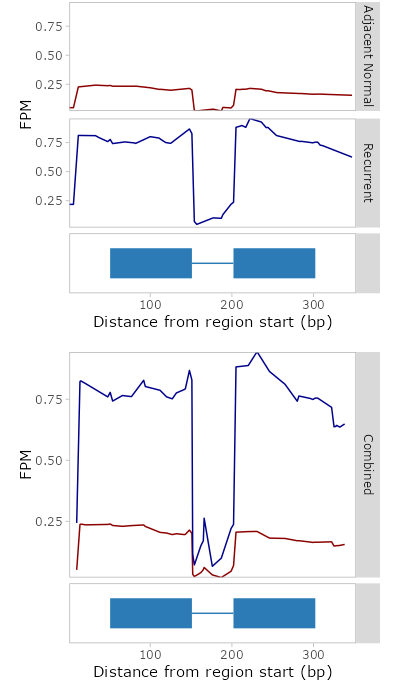 0.75
0.50
0.25
Adjacent Normal
FPM
0.75
0.50
0.25
Recurrent
100
200
300
Distance from region start (bp)
0.75
0.50
0.25
FPM
Combined
100
200
300
Distance from region start (bp)